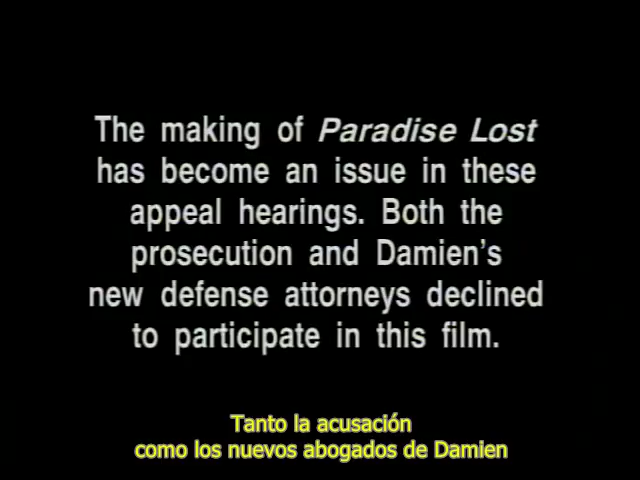 The making of Paradise Lost
has become an issue in these
appeal hearings. Both the
prosecution and Damien's
new defense attorneys declined
to participate in this film.
Tanto la acusación
como los nuevos abogados de Damien